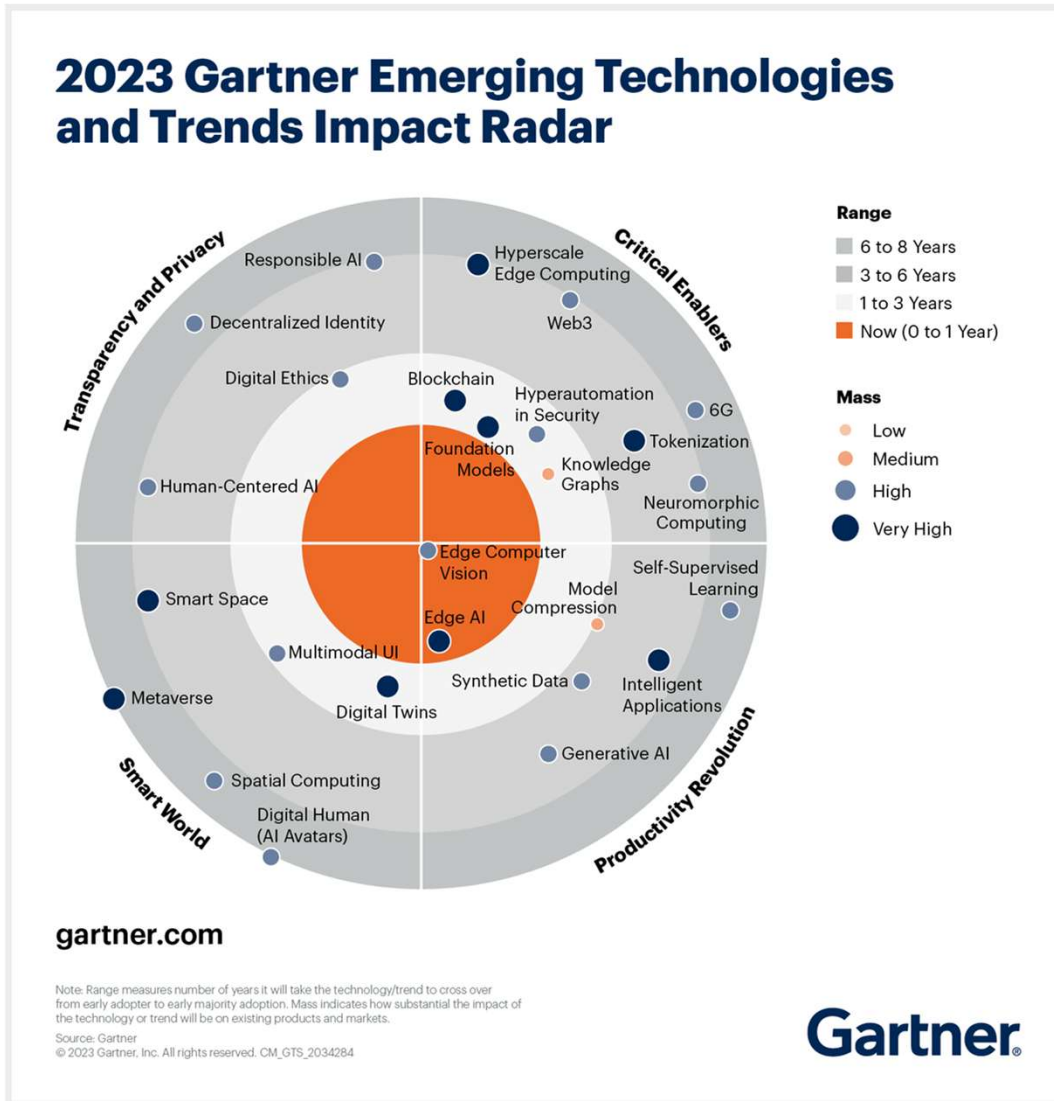 2023 Gartner Emerging Technologies
and Trends Impact Radar
Transparency and Privacy
Critical Enablers
Responsible AI
Hyperscale
Edge Computing
Decentralized Identity
Web3
Digital Ethics
Blockchain
Hyperautomation
in Security
6G
Foundation
Models
Tokenization
Knowledge
Graphs
Human-Centered AI
Neuromorphic
Computing
Edge Computer
Vision
Self-Supervised
Learning
Smart Space
Model
Compression
Edge AI
Multimodal UI
Synthetic Data
Intelligent
Applications
Metaverse
Digital Twins
Generative AI
Spatial Computing
Digital Human
(AI Avatars)
Smart World
Productivity Revolution
Range
6 to 8 Years
3 to 6 Years
1 to 3 Years
Now (0 to 1 Year)
Mass
Low
Medium
High
Very High
gartner.com
Note: Range measures number of years it will take the technology/trend to cross over
from early adopter to early majority adoption. Mass indicates how substantial the impact of
the technology or trend will be on existing products and markets.
Source: Gartner
© 2023 Gartner, Inc. All rights reserved. CM_GTS_2034284
Gartner®